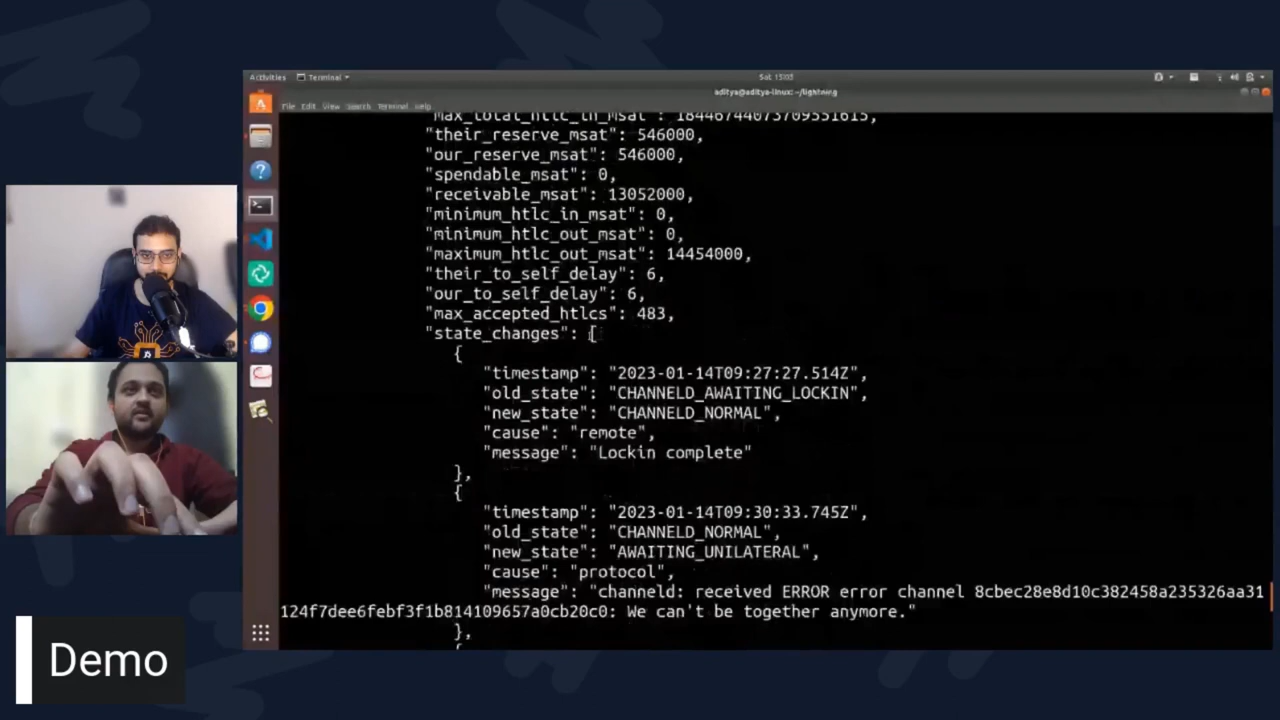 Activities
Terminal
Sat 13:03
aditya@aditya-linux: ~/lightning
File Edit View Search Terminal Help
"max_total_htlc_in_msat": 18446744073709551615,
"their_reserve_msat": 546000,
"our_reserve_msat": 546000,
"spendable_msat": 0,
"receivable_msat": 13052000,
"minimum_htlc_in_msat": 0,
"minimum_htlc_out_msat": 0,
"maximum_htlc_out_msat": 14454000,
"their_to_self_delay": 6,
"our_to_self_delay": 6,
"max_accepted_htlcs": 483,
"state_changes": [
{
"timestamp": "2023-01-14T09:27:27.514Z",
"old_state": "CHANNELD_AWAITING_LOCKIN",
"new_state": "CHANNELD_NORMAL",
"cause": "remote",
"message": "Lockin complete"
},
{
"timestamp": "2023-01-14T09:30:33.745Z",
"old_state": "CHANNELD_NORMAL",
"new_state": "AWAITING_UNILATERAL",
"cause": "protocol",
"message": "channeld: received ERROR error channel 8cbec28e8d10c382458a235326aa31
124f7dee6febf3f1b814109657a0cb20c0: We can't be together anymore."
},
{
Demo